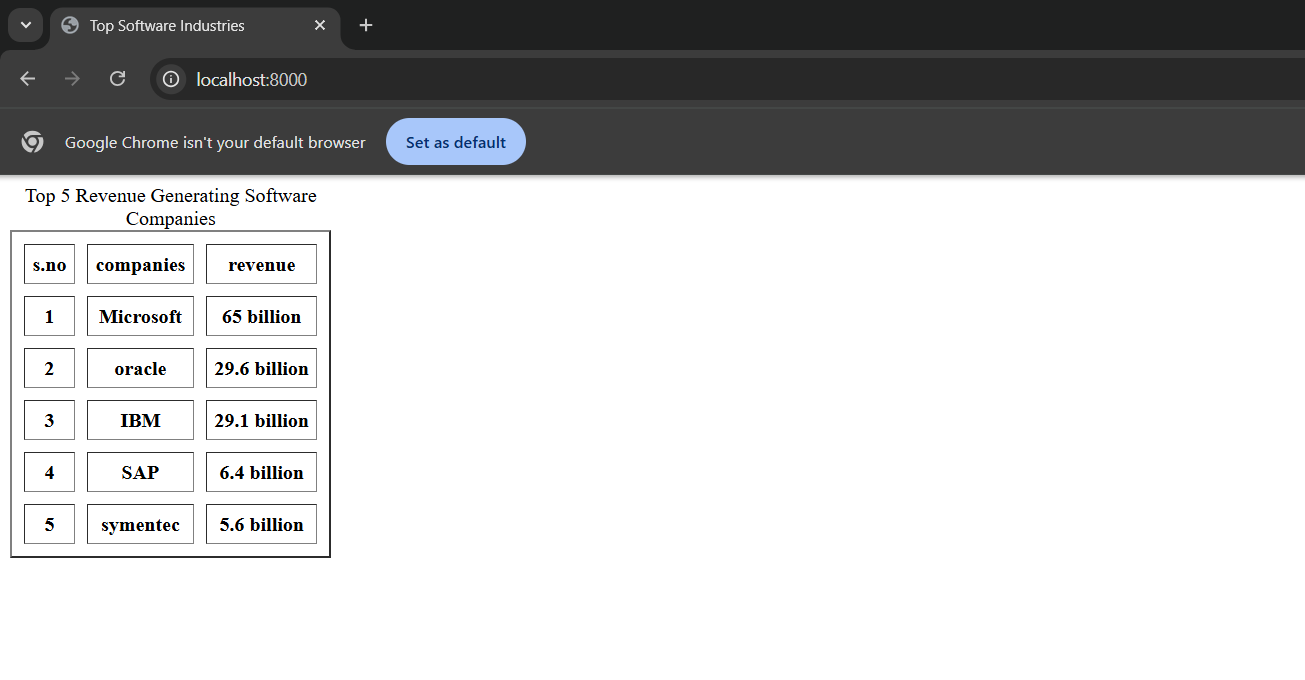 Top Software Industries
localhost:8000
Google Chrome isn't your default browser Set as default
Top 5 Revenue Generating Software
Companies
s.no companies revenue
1 Microsoft 65 billion
2 oracle 29.6 billion
3 IBM 29.1 billion
4 SAP 6.4 billion
5 symentec 5.6 billion